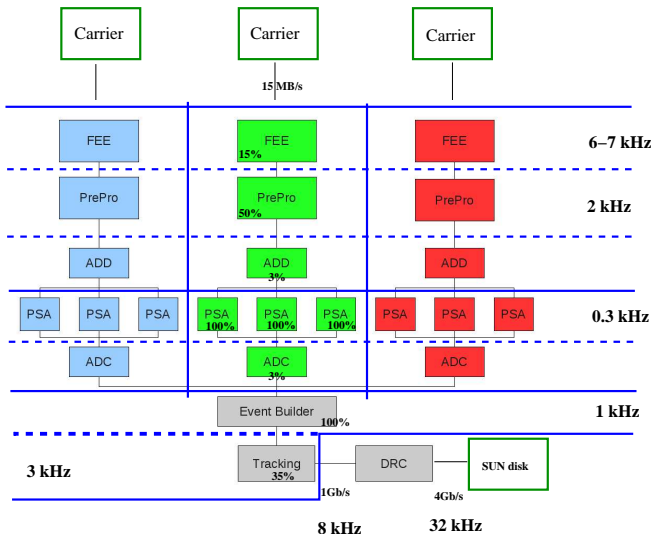 Carrier Carrier Carrier
15 MB/s
FEE FEE FEE 6–7 kHz
15%
PrePro PrePro PrePro 2 kHz
50%
ADD ADD ADD
3%
PSA PSA PSA PSA PSA PSA PSA PSA PSA 0.3 kHz
100% 100% 100%
ADC ADC ADC
3%
Event Builder 1 kHz
100%
3 kHz Tracking DRC SUN disk
35%
1Gb/s 4Gb/s
8 kHz 32 kHz